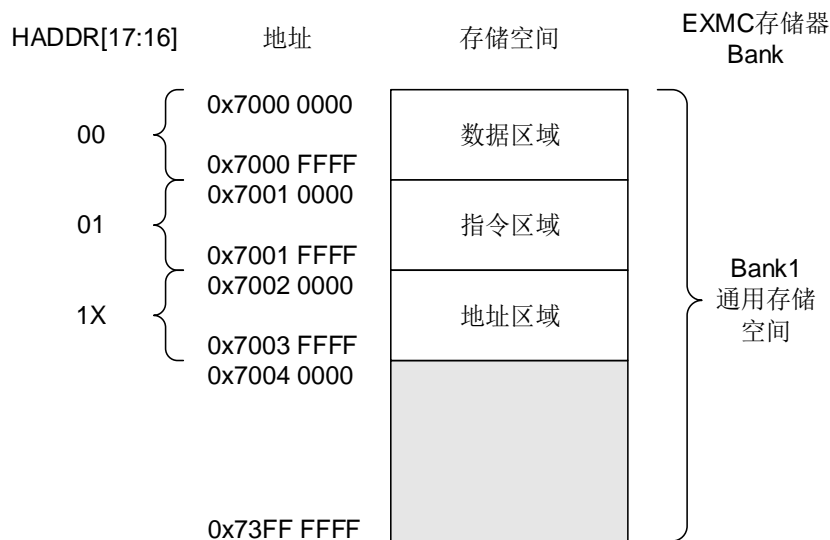 HADDR[17:16] 地址 存储空间 EXMC存储器
Bank
0x7000 0000
00 数据区域
0x7000 FFFF
0x7001 0000
01 指令区域
0x7001 FFFF
0x7002 0000
Bank1
1X 地址区域 通用存储
空间
0x7003 FFFF
0x7004 0000
0x73FF FFFF